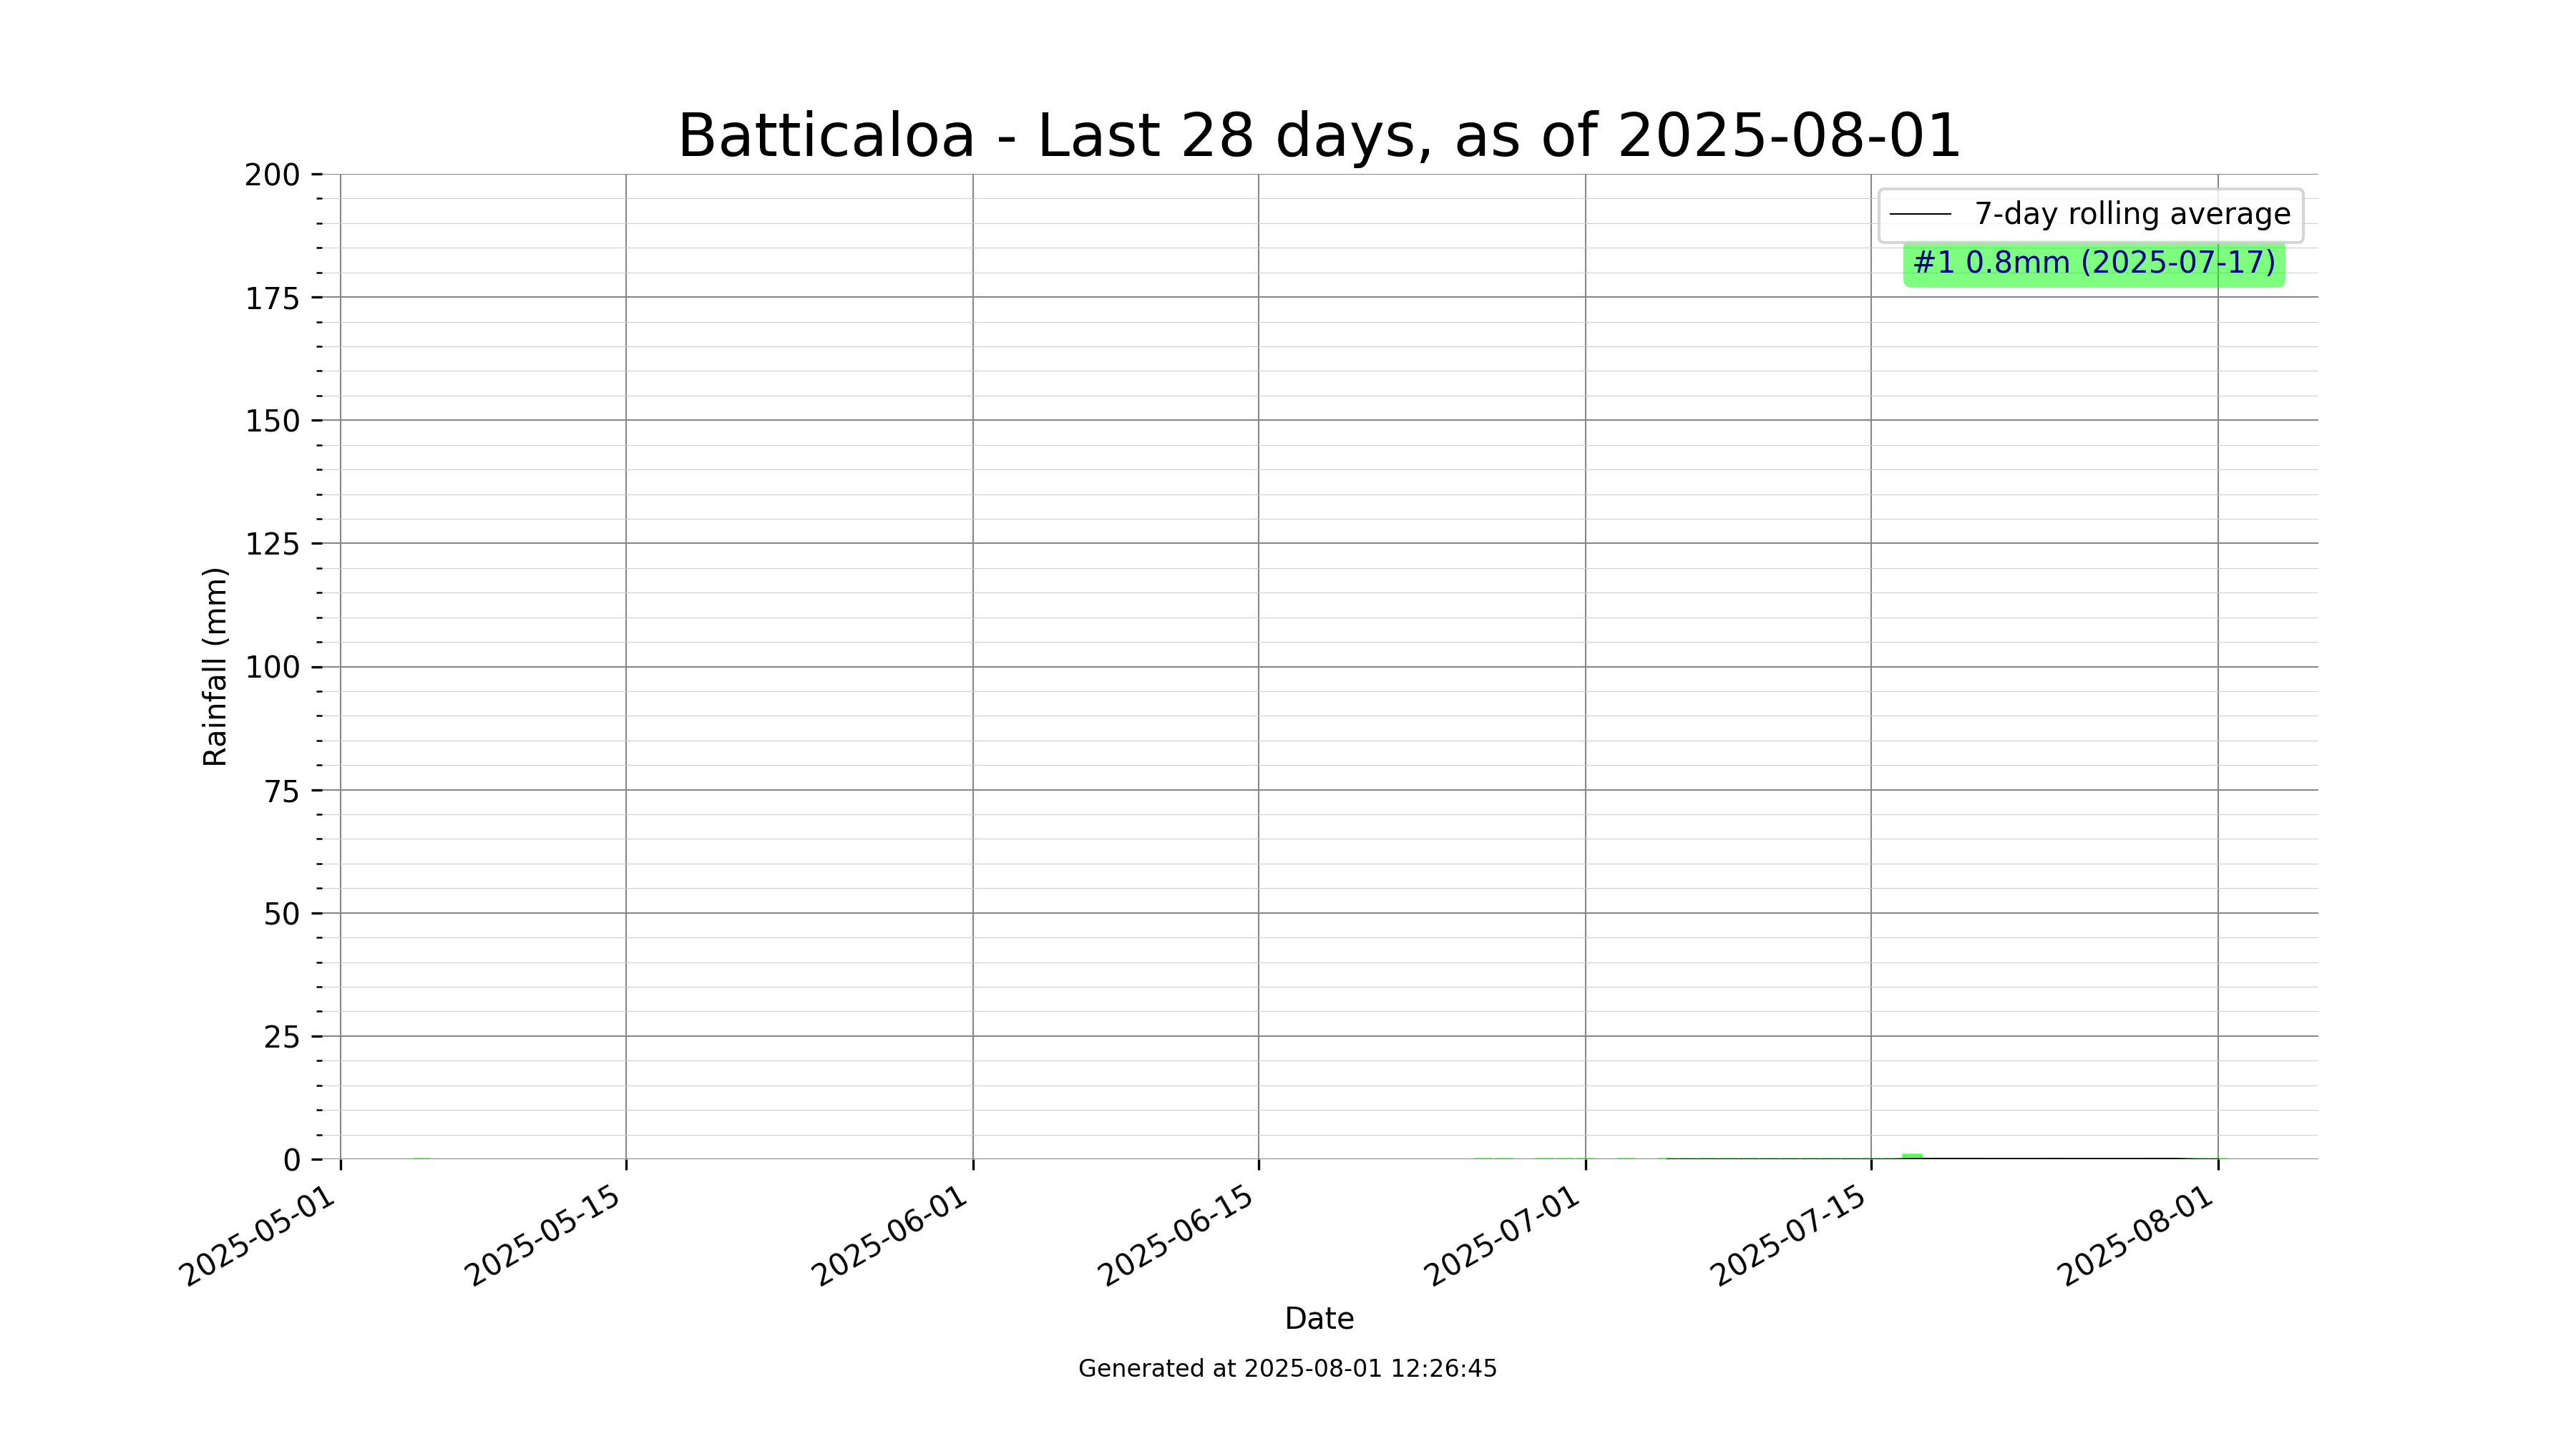 Batticaloa - Last 28 days, as of 2025-08-01
200
175
150
125
100
75
50
25
0
Rainfall (mm)
7-day rolling average
#1 0.8mm (2025-07-17)
2025-05-01
2025-05-15
2025-06-01
2025-06-15
2025-07-01
2025-07-15
2025-08-01
Date
Generated at 2025-08-01 12:26:45